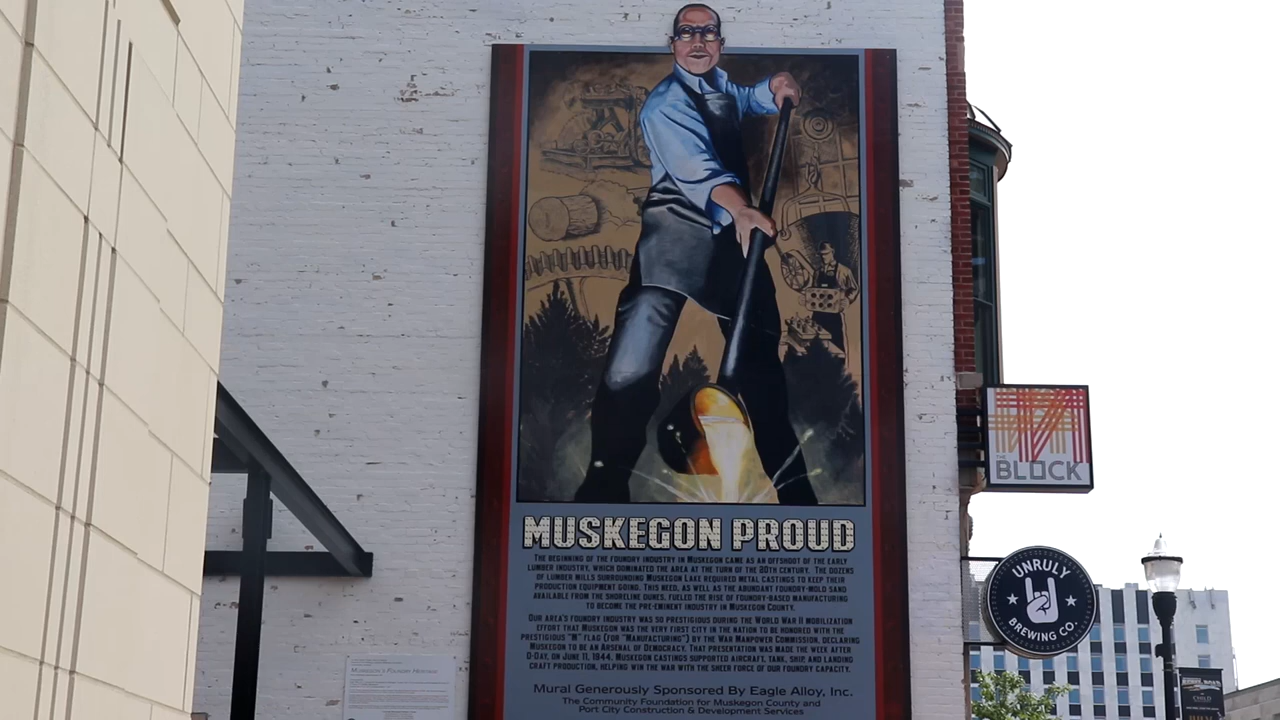 MUSKEGON PROUD
THE BEGINNING OF THE FOUNDRY INDUSTRY IN MUSKEGON CAME AS AN OFFSHOOT OF THE EARLY
LUMBER INDUSTRY, WHICH DOMINATED THE AREA AT THE TURN OF THE 20TH CENTURY. THE DOZENS
OF LUMBER MILLS SURROUNDING MUSKEGON LAKE REQUIRED METAL CASTINGS TO KEEP THEIR
PRODUCTION EQUIPMENT GOING. THIS NEED, AS WELL AS THE ABUNDANT FOUNDRY-MOLD SAND
AVAILABLE FROM THE SHORELINE DUNES, FUELED THE RISE OF FOUNDRY-BASED MANUFACTURING
TO BECOME THE PRE-EMINENT INDUSTRY IN MUSKEGON COUNTY.
OUR AREA'S FOUNDRY INDUSTRY WAS SO PRESTIGIOUS DURING THE WORLD WAR II MOBILIZATION
EFFORT THAT MUSKEGON WAS THE VERY FIRST CITY IN THE NATION TO BE HONORED WITH THE
PRESTIGIOUS "M" FLAG (FOR "MANUFACTURING") BY THE WAR MANPOWER COMMISSION, DECLARING
MUSKEGON TO BE AN ARSENAL OF DEMOCRACY. THAT PRESENTATION WAS MADE THE WEEK AFTER
D-DAY, ON JUNE 11, 1944. MUSKEGON CASTINGS SUPPORTED AIRCRAFT, TANK, SHIP, AND LANDING
CRAFT PRODUCTION, HELPING WIN THE WAR WITH THE SHEER FORCE OF OUR FOUNDRY CAPACITY.
Mural Generously Sponsored By Eagle Alloy, Inc.
The Community Foundation for Muskegon County and
Port City Construction & Development Services
MUSKEGON'S FOUNDRY HERITAGE
THE
BLOCK
UNRULY
BREWING CO.